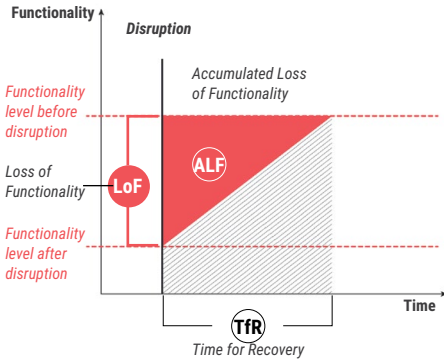 Functionality
Disruption
Accumulated Loss
of Functionality
Functionality
level before
disruption
ALF
Loss of
Functionality
LoF
Functionality
level after
disruption
Time
TfR
Time for Recovery